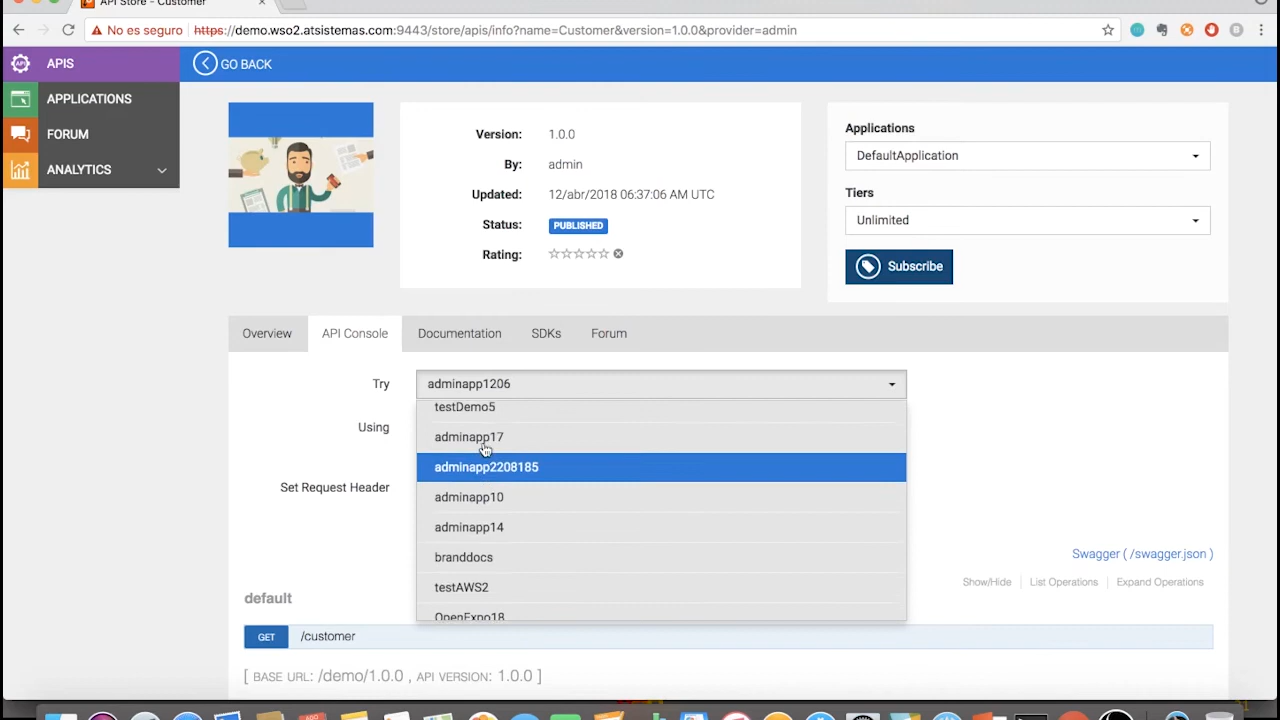 API Store - Customer
No es seguro https://demo.wso2.atsistemas.com:9443/store/apis/info?name=Customer&version=1.0.0&provider=admin
APIS
GO BACK
APPLICATIONS
FORUM
ANALYTICS
Version: 1.0.0
By: admin
Updated: 12/abr/2018 06:37:06 AM UTC
Status: PUBLISHED
Rating:
Applications
DefaultApplication
Tiers
Unlimited
Subscribe
Overview API Console Documentation SDKs Forum
Try adminapp1206
Using
Set Request Header
testDemo5
adminapp17
adminapp2208185
adminapp10
adminapp14
branddocs
testAWS2
OpenExpo18
Swagger ( /swagger.json )
Show/Hide List Operations Expand Operations
default
GET /customer
[ BASE URL: /demo/1.0.0 , API VERSION: 1.0.0 ]